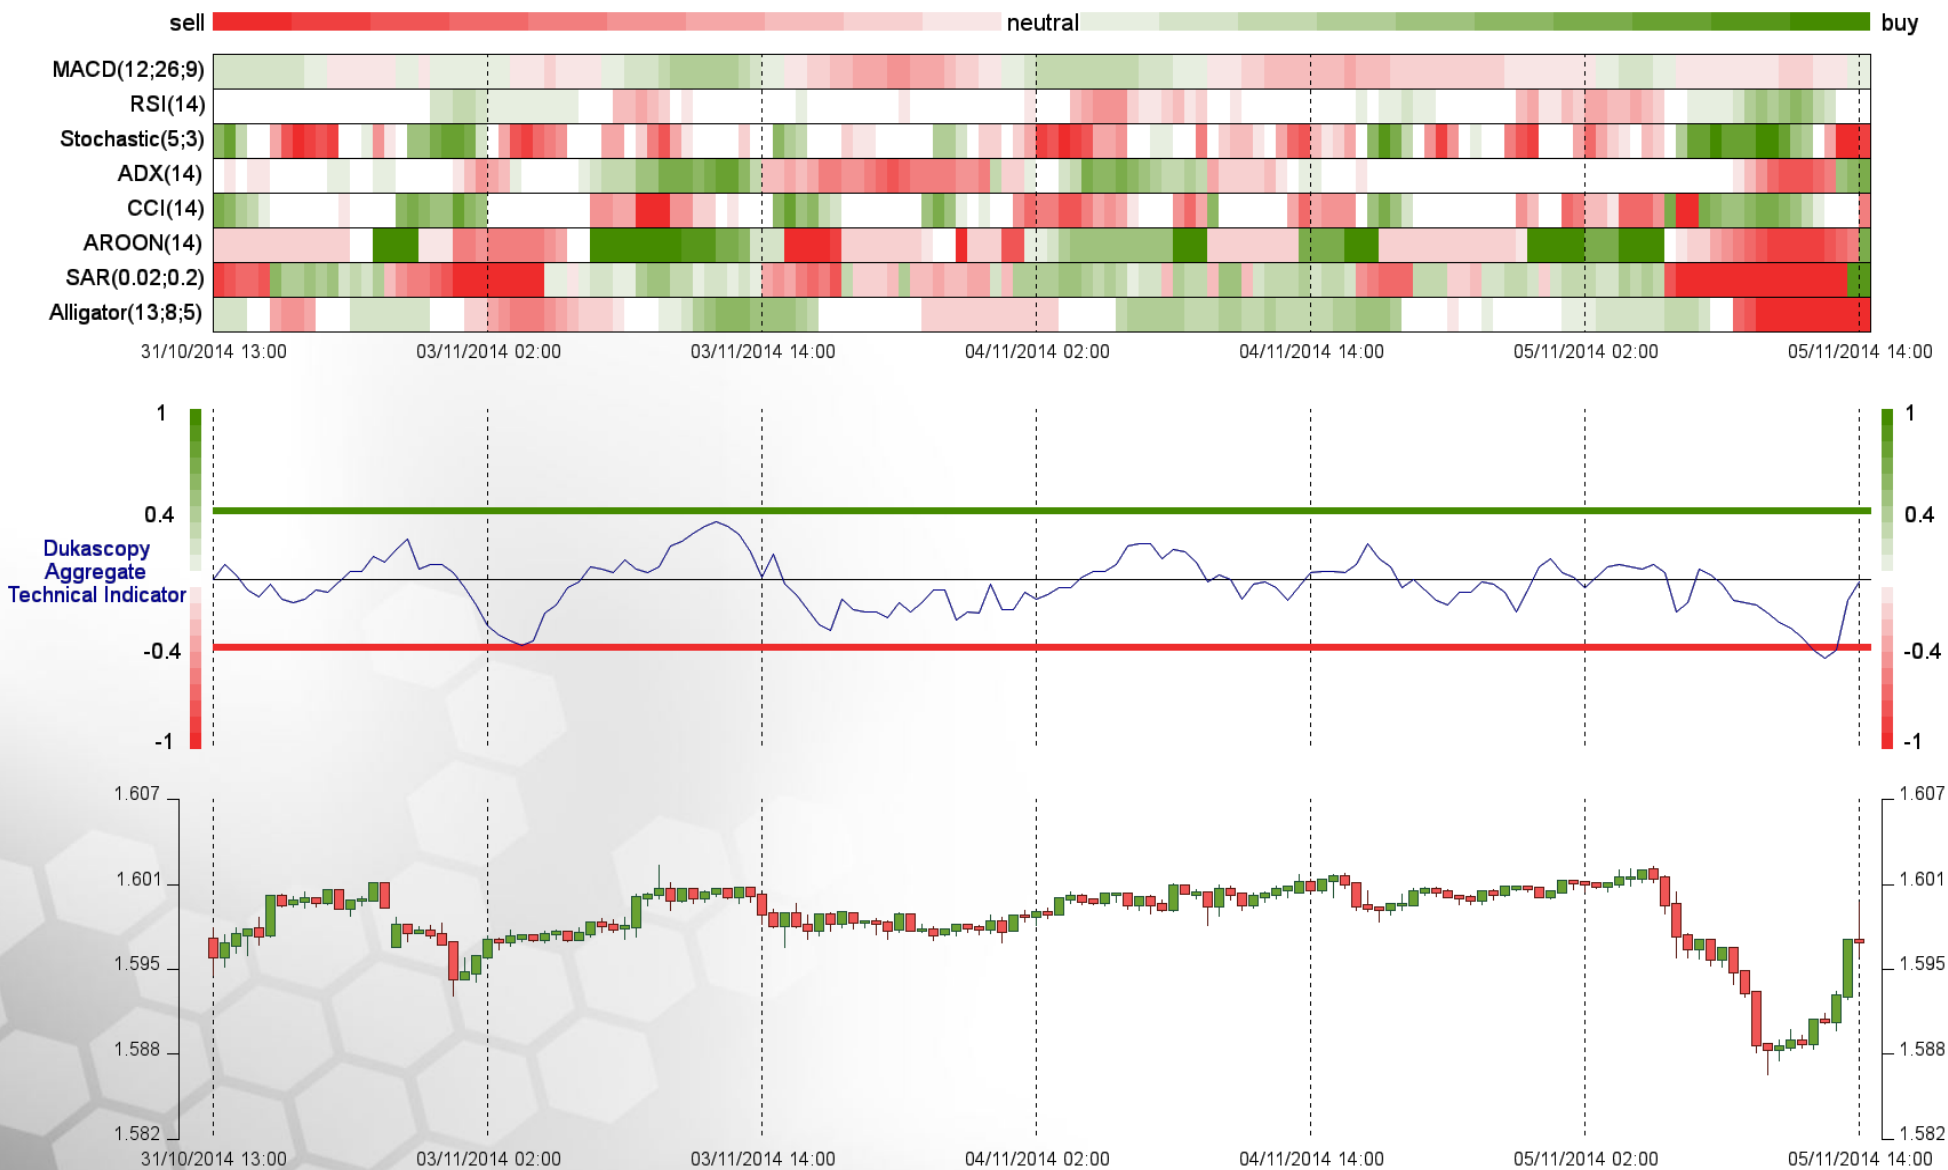 sell neutral buy
MACD(12;26;9)
RSI(14)
Stochastic(5;3)
ADX(14)
CCI(14)
AROON(14)
SAR(0.02;0.2)
Alligator(13;8;5)
31/10/2014 13:00 03/11/2014 02:00 03/11/2014 14:00 04/11/2014 02:00 04/11/2014 14:00 05/11/2014 02:00 05/11/2014 14:00
1 1
0.4 0.4
Dukascopy
Aggregate
Technical Indicator
-0.4 -0.4
-1 -1
1.607 1.607
1.601 1.601
1.595 1.595
1.588 1.588
1.582 1.582
31/10/2014 13:00 03/11/2014 02:00 03/11/2014 14:00 04/11/2014 02:00 04/11/2014 14:00 05/11/2014 02:00 05/11/2014 14:00